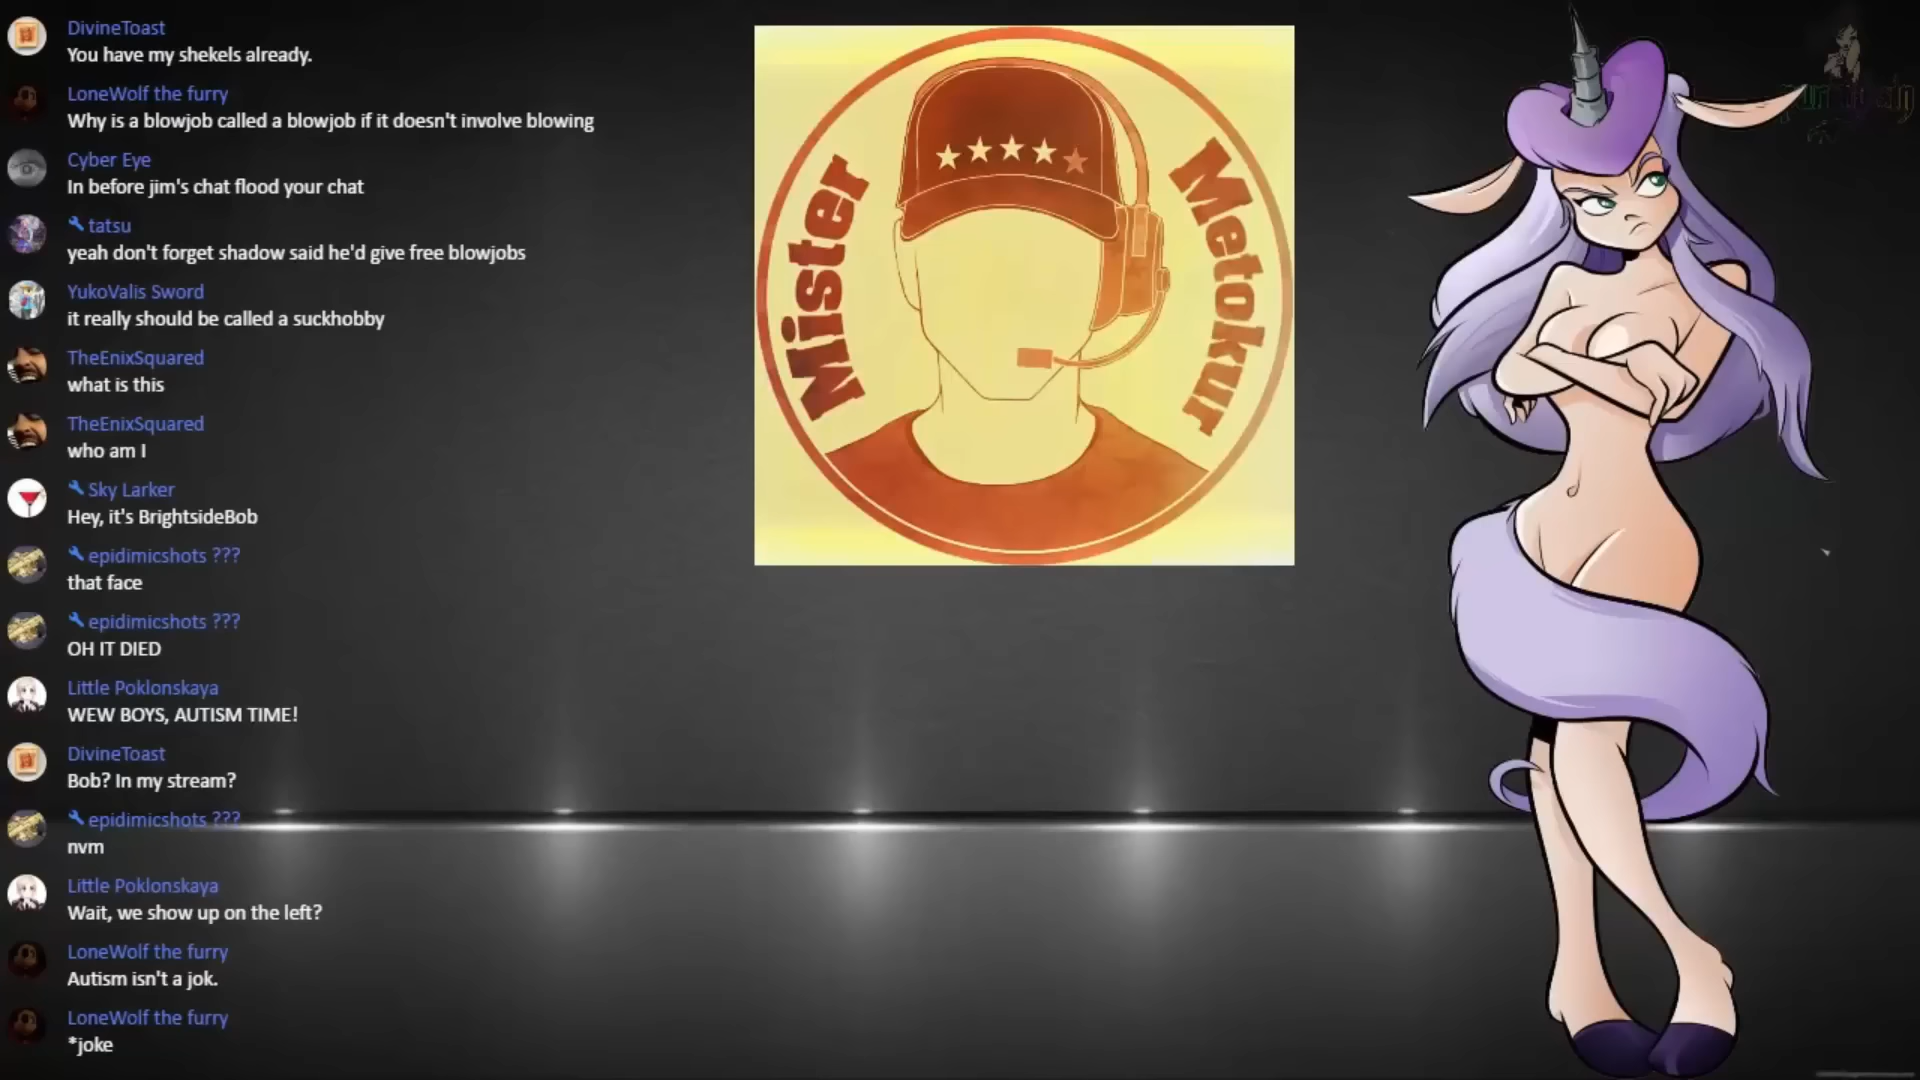 DivineToast
You have my shekels already.
LoneWolf the furry
Why is a blowjob called a blowjob if it doesn't involve blowing
Cyber Eye
In before jim's chat flood your chat
tatsu
yeah don't forget shadow said he'd give free blowjobs
YukoValis Sword
it really should be called a suckhobby
TheEnixSquared
what is this
TheEnixSquared
who am I
Sky Larker
Hey, it's BrightsideBob
epidimicshots ???
that face
epidimicshots ???
OH IT DIED
Little Poklonskaya
WEW BOYS, AUTISM TIME!
DivineToast
Bob? In my stream?
epidimicshots ???
nvm
Little Poklonskaya
Wait, we show up on the left?
LoneWolf the furry
Autism isn't a jok.
LoneWolf the furry
*joke
Mister
Metokur